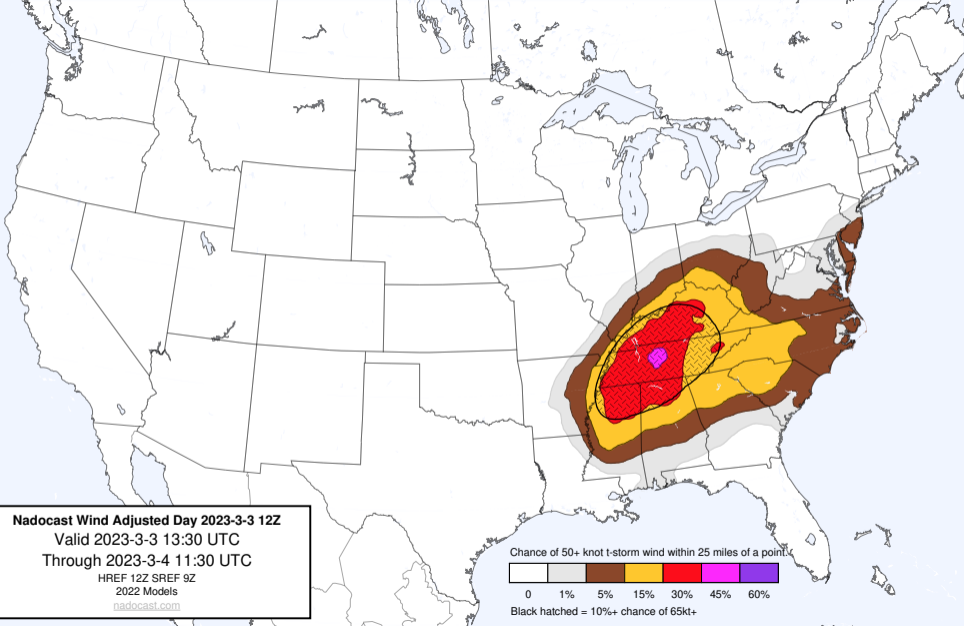 Nadocast Wind Adjusted Day 2023-3-3 12Z
Valid 2023-3-3 13:30 UTC
Through 2023-3-4 11:30 UTC
HREF 12Z SREF 9Z
2022 Models
nadocast.com
Chance of 50+ knot t-storm wind within 25 miles of a point.
0 1% 5% 15% 30% 45% 60%
Black hatched = 10%+ chance of 65kt+